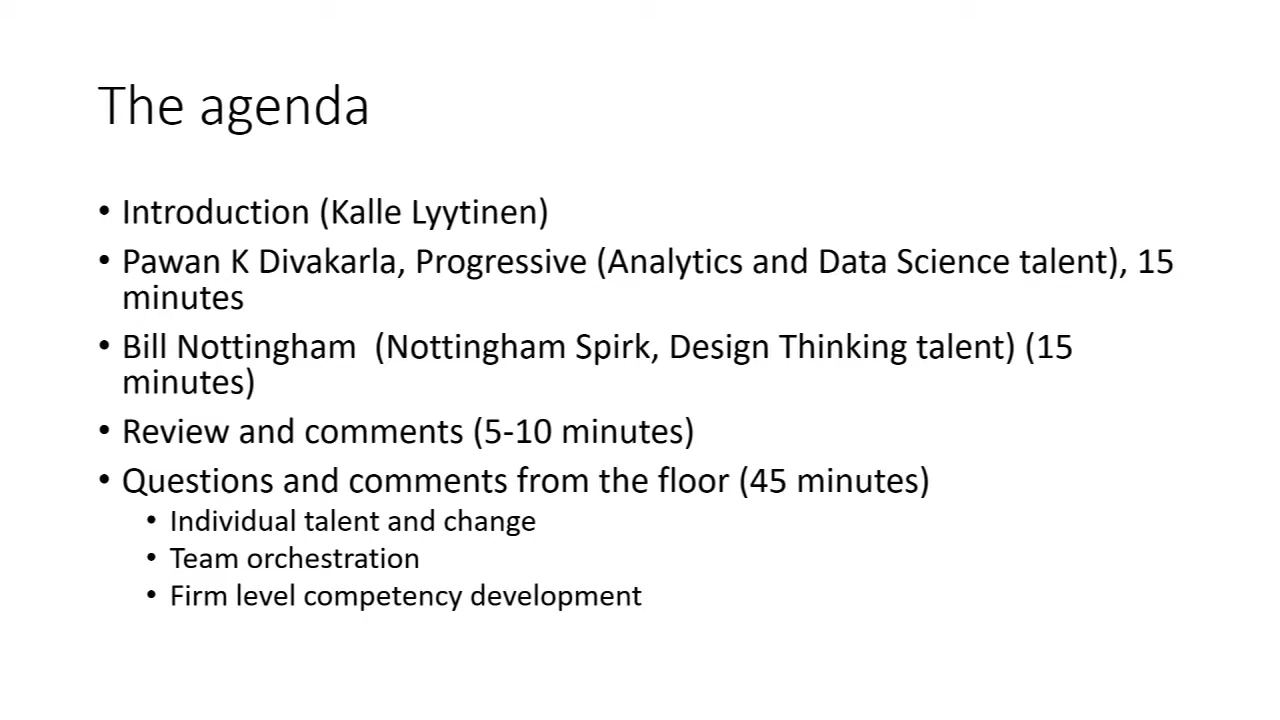 The agenda
• Introduction (Kalle Lyytinen)
• Pawan K Divakarla, Progressive (Analytics and Data Science talent), 15
minutes
• Bill Nottingham  (Nottingham Spirk, Design Thinking talent) (15
minutes)
• Review and comments (5-10 minutes)
• Questions and comments from the floor (45 minutes)
• Individual talent and change
• Team orchestration
• Firm level competency development